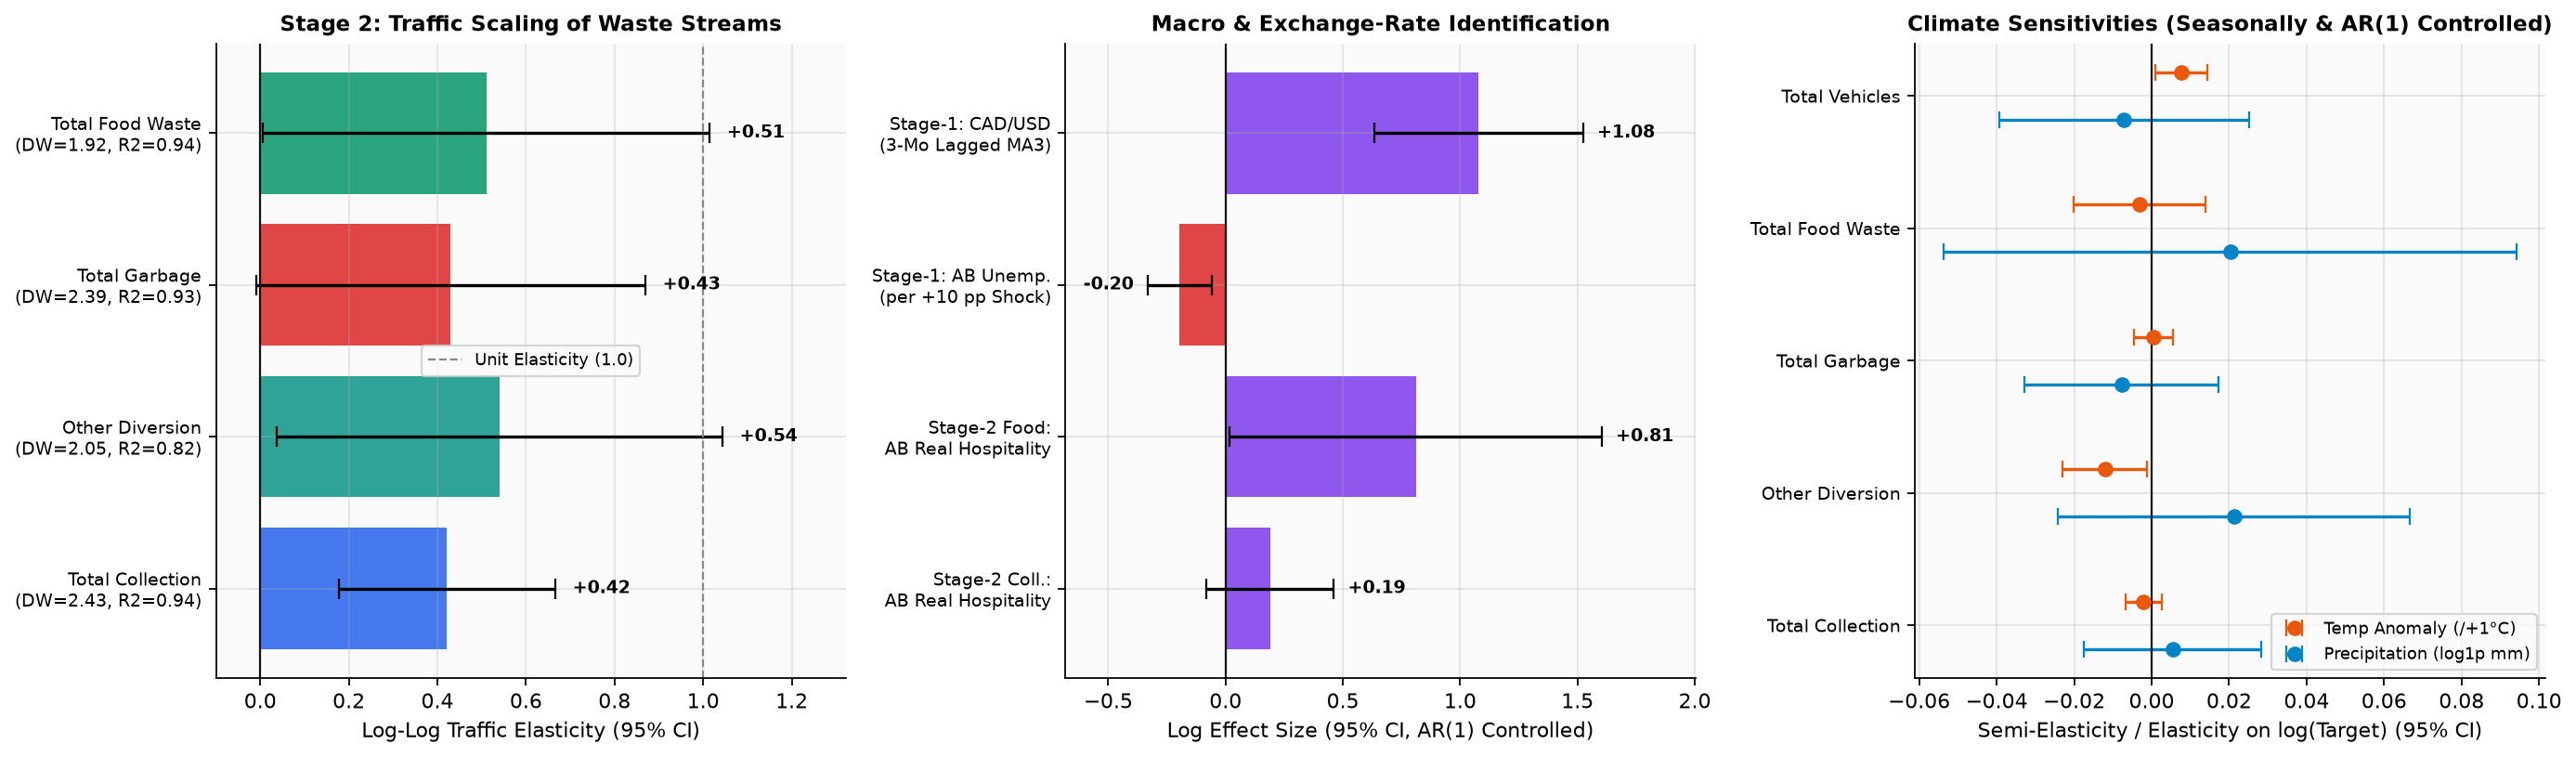 Stage 2: Traffic Scaling of Waste Streams
Total Food Waste
(DW=1.92, R2=0.94)
+0.51
Total Garbage
(DW=2.39, R2=0.93)
+0.43
Unit Elasticity (1.0)
Other Diversion
(DW=2.05, R2=0.82)
+0.54
Total Collection
(DW=2.43, R2=0.94)
+0.42
0.0 0.2 0.4 0.6 0.8 1.0 1.2
Log-Log Traffic Elasticity (95% CI)
Macro & Exchange-Rate Identification
Stage-1: CAD/USD
(3-Mo Lagged MA3)
+1.08
Stage-1: AB Unemp.
(per +10 pp Shock)
-0.20
Stage-2 Food:
AB Real Hospitality
+0.81
Stage-2 Coll.:
AB Real Hospitality
+0.19
−0.5 0.0 0.5 1.0 1.5 2.0
Log Effect Size (95% CI, AR(1) Controlled)
Climate Sensitivities (Seasonally & AR(1) Controlled)
Total Vehicles
Total Food Waste
Total Garbage
Other Diversion
Total Collection
Temp Anomaly (/+1°C)
Precipitation (log1p mm)
−0.06 −0.04 −0.02 0.00 0.02 0.04 0.06 0.08 0.10
Semi-Elasticity / Elasticity on log(Target) (95% CI)